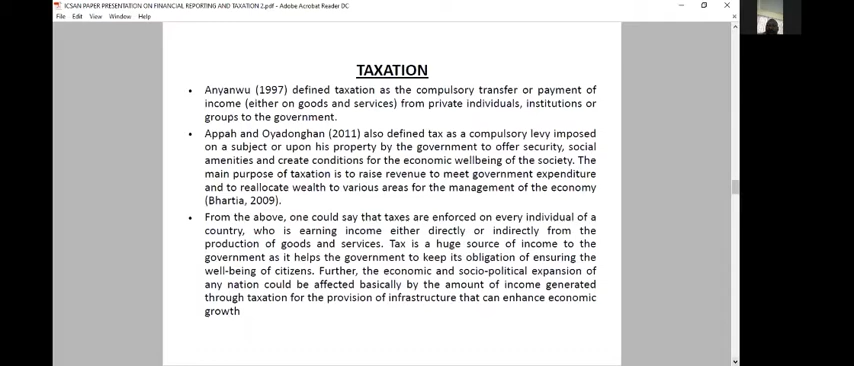 ICSAN PAPER PRESENTATION ON FINANCIAL REPORTING AND TAXATION 2.pdf - Adobe Acrobat Reader DC
File Edit View Window Help
TAXATION
• Anyanwu (1997) defined taxation as the compulsory transfer or payment of
income (either on goods and services) from private individuals, institutions or
groups to the government.
• Appah and Oyadonghan (2011) also defined tax as a compulsory levy imposed
on a subject or upon his property by the government to offer security, social
amenities and create conditions for the economic wellbeing of the society. The
main purpose of taxation is to raise revenue to meet government expenditure
and to reallocate wealth to various areas for the management of the economy
(Bhartia, 2009).
• From the above, one could say that taxes are enforced on every individual of a
country, who is earning income either directly or indirectly from the
production of goods and services. Tax is a huge source of income to the
government as it helps the government to keep its obligation of ensuring the
well-being of citizens. Further, the economic and socio-political expansion of
any nation could be affected basically by the amount of income generated
through taxation for the provision of infrastructure that can enhance economic
growth